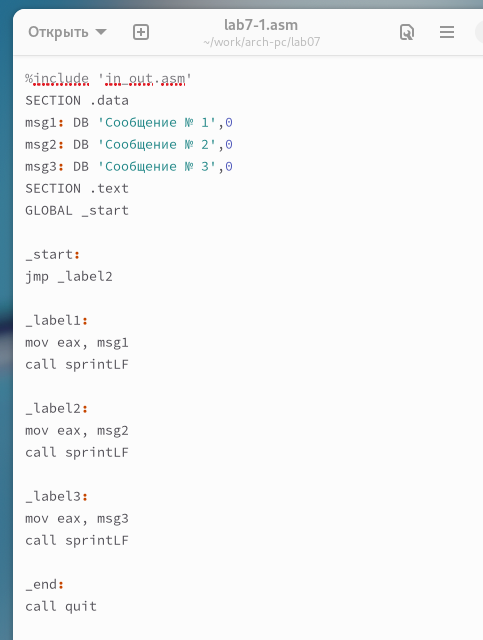 Открыть
lab7-1.asm
~/work/arch-pc/lab07
%include 'in_out.asm'
SECTION .data
msg1: DB 'Сообщение № 1',0
msg2: DB 'Сообщение № 2',0
msg3: DB 'Сообщение № 3',0
SECTION .text
GLOBAL _start
_start:
jmp _label2
_label1:
mov eax, msg1
call sprintLF
_label2:
mov eax, msg2
call sprintLF
_label3:
mov eax, msg3
call sprintLF
_end:
call quit